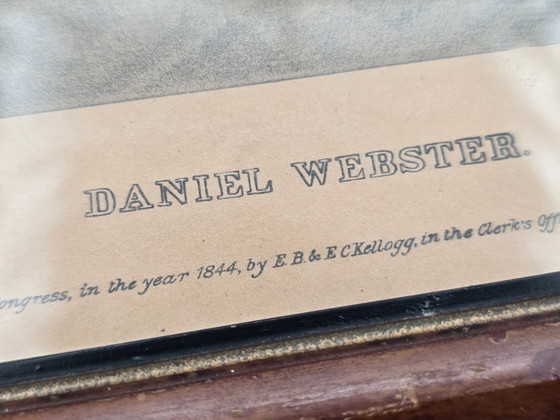 DANIEL WEBSTER.
ongress, in the year 1844, by E.B. & E C Kellogg, in the Clerk's Off